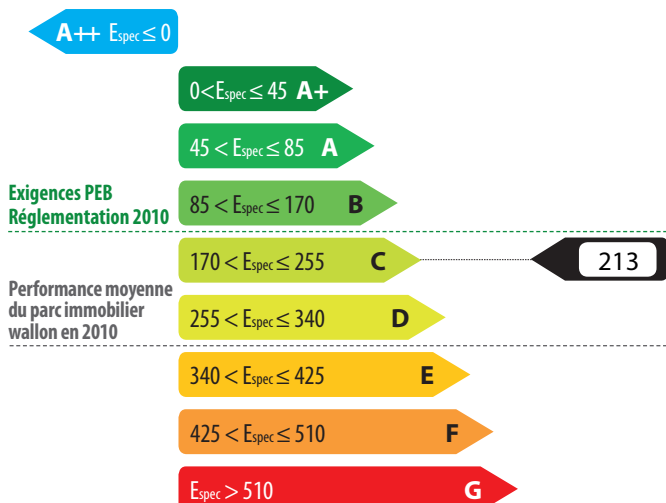 A++ Espec ≤ 0
0<Espec ≤ 45 A+
45 < Espec ≤ 85 A
Exigences PEB
Réglementation 2010
85 < Espec ≤ 170 B
170 < Espec ≤ 255 C
213
Performance moyenne
du parc immobilier
wallon en 2010
255 < Espec ≤ 340 D
340 < Espec ≤ 425 E
425 < Espec ≤ 510 F
Espec > 510 G